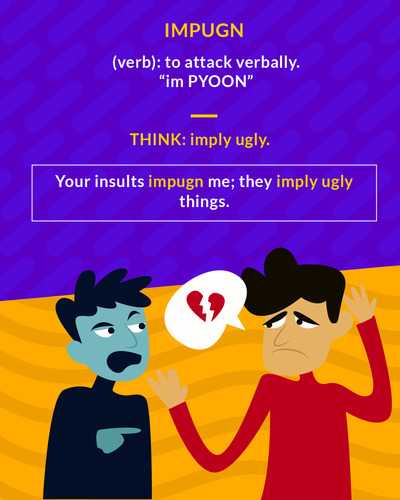 IMPUGN
(verb): to attack verbally.
“im PYOON”
THINK: imply ugly.
Your insults impugn me; they imply ugly
things.